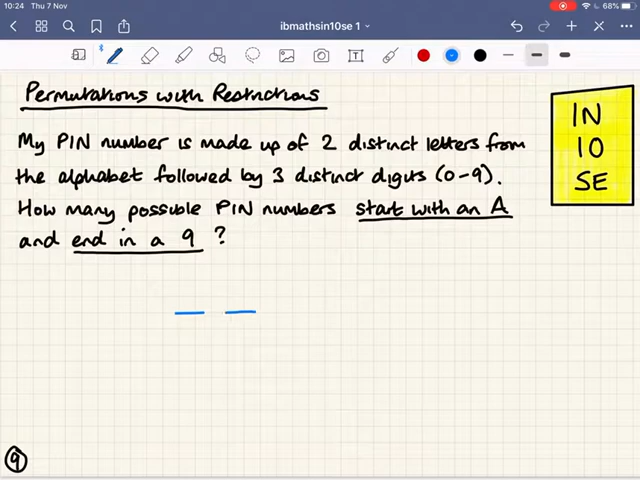 10:24 Thu 7 Nov
68%
ibmathsin10se 1
Permutations with Restrictions
My PIN number is made up of 2 distinct letters from
the alphabet followed by 3 distinct digits (0-9).
How many possible PIN numbers start with an A
and end in a 9 ?
IN
10
SE
9